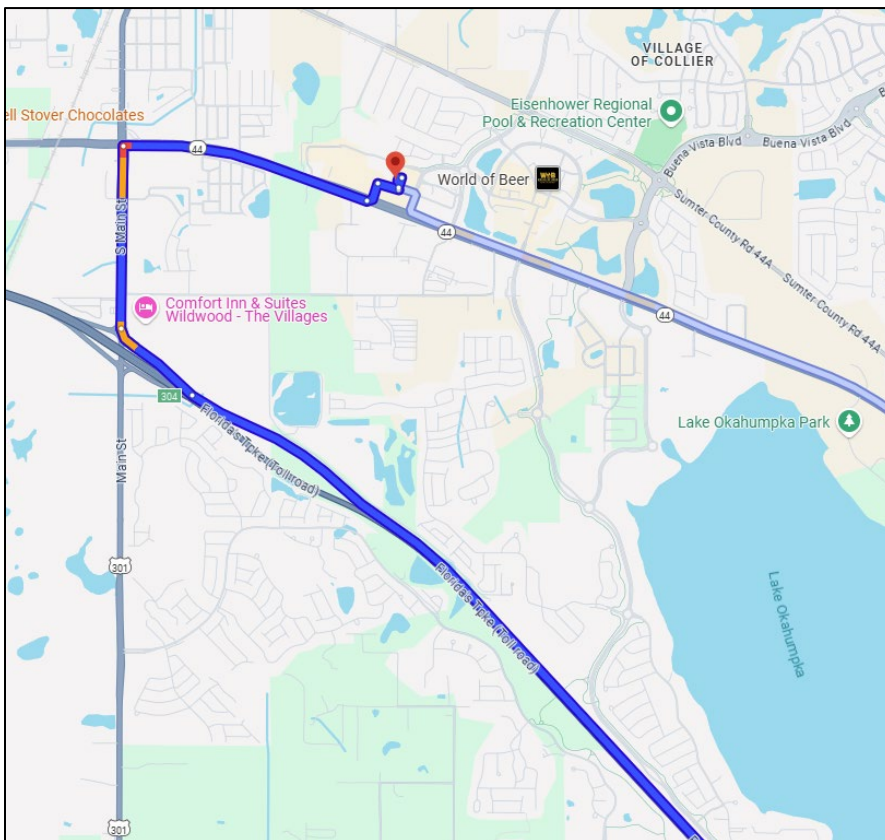 VILLAGE
OF COLLIER
Eisenhower Regional
Pool & Recreation Center
Buena Vista Blvd
Buena Vista Blvd
B
ell Stover Chocolates
44
World of Beer
WOB
S Main St
44
Sumter County Rd 44A
Sumter County Rd 44A
Comfort Inn & Suites
Wildwood - The Villages
44
304
Florida's Tpke (Toll road)
Lake Okahumpka Park
Main St
301
Florida's Tpke (Toll road)
Lake Okahumpka
301